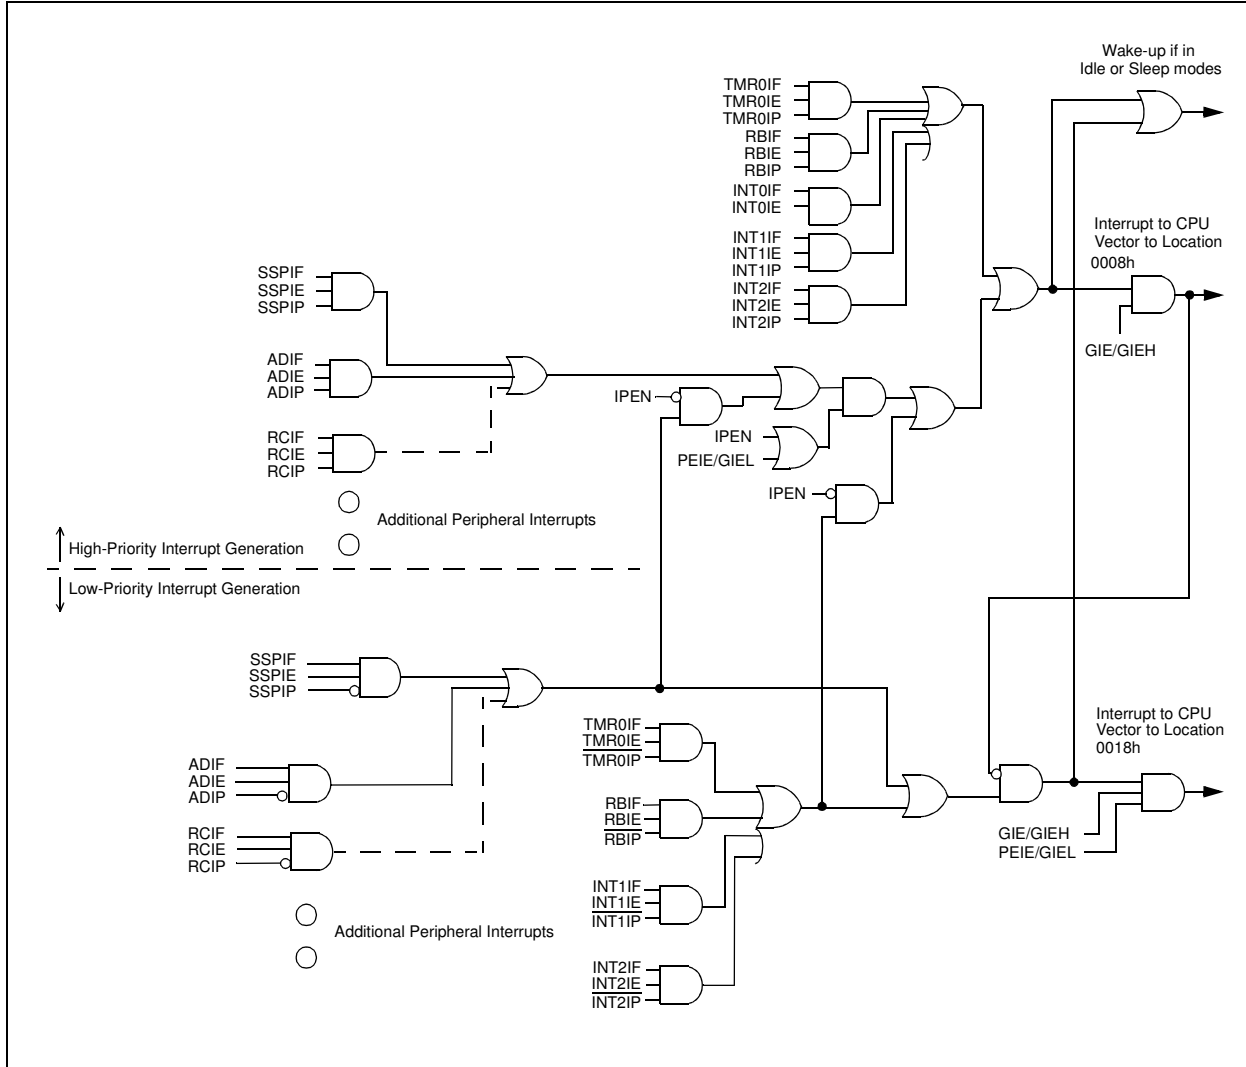 Wake-up if in
Idle or Sleep modes
TMR0IF
TMR0IE
TMR0IP
RBIF
RBIE
RBIP
INT0IF
INT0IE
INT1IF
INT1IE
INT1IP
INT2IF
INT2IE
INT2IP
Interrupt to CPU
Vector to Location
0008h
GIE/GIEH
SSPIF
SSPIE
SSPIP
ADIF
ADIE
ADIP
RCIF
RCIE
RCIP
IPEN
IPEN
PEIE/GIEL
IPEN
Additional Peripheral Interrupts
High-Priority Interrupt Generation
Low-Priority Interrupt Generation
SSPIF
SSPIE
SSPIP
ADIF
ADIE
ADIP
RCIF
RCIE
RCIP
Additional Peripheral Interrupts
TMR0IF
TMR0IE
TMR0IP
RBIF
RBIE
RBIP
INT1IF
INT1IE
INT1IP
INT2IF
INT2IE
INT2IP
Interrupt to CPU
Vector to Location
0018h
GIE/GIEH
PEIE/GIEL